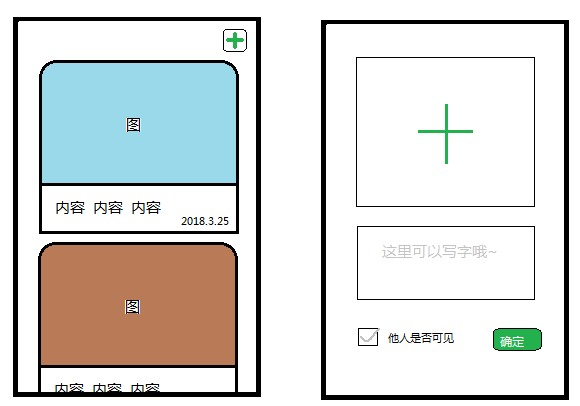 图
内容 内容 内容
2018.3.25
图
内容 内容 内容
这里可以写字哦~
他人是否可见
确定